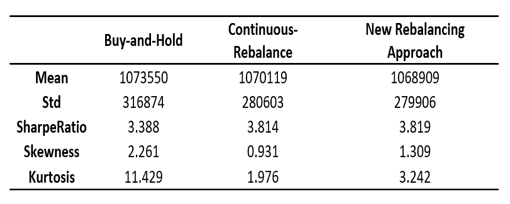 Buy-and-Hold Continuous-Rebalance New Rebalancing Approach
Mean 1073550 1070119 1068909
Std 316874 280603 279906
SharpeRatio 3.388 3.814 3.819
Skewness 2.261 0.931 1.309
Kurtosis 11.429 1.976 3.242